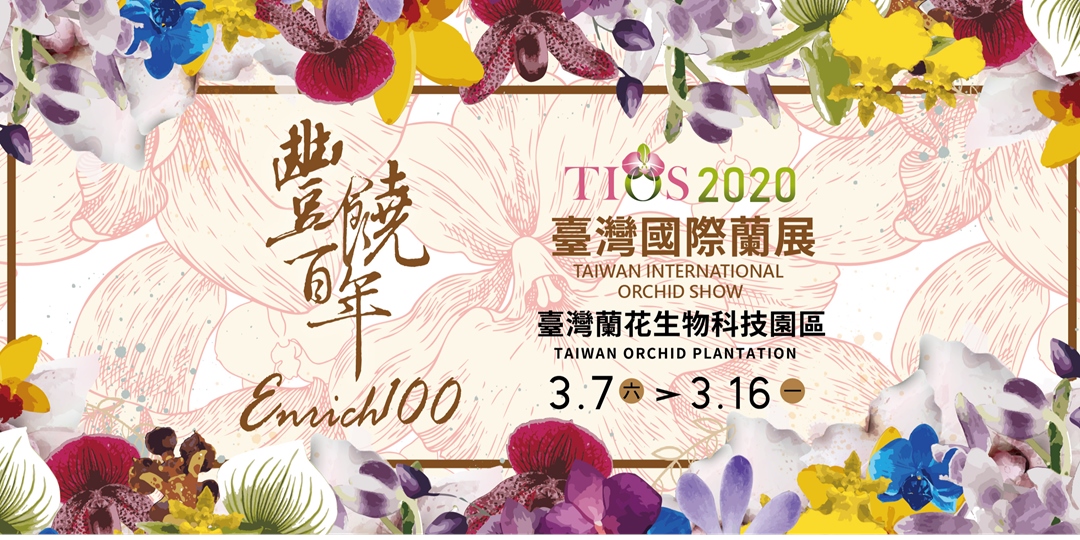 豐饒
百年
Enrich100
TIOS 2020
臺灣國際蘭展
TAIWAN INTERNATIONAL
ORCHID SHOW
臺灣蘭花生物科技園區
TAIWAN ORCHID PLANTATION
3.7 六 > 3.16 一